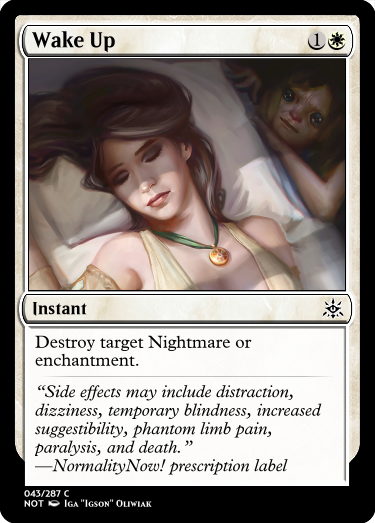 Wake Up 1
Instant
Destroy target Nightmare or
enchantment.
“Side effects may include distraction,
dizziness, temporary blindness, increased
suggestibility, phantom limb pain,
paralysis, and death.”
—NormalityNow! prescription label
043/287 C
NOT Iga "Igson" Oliwiak